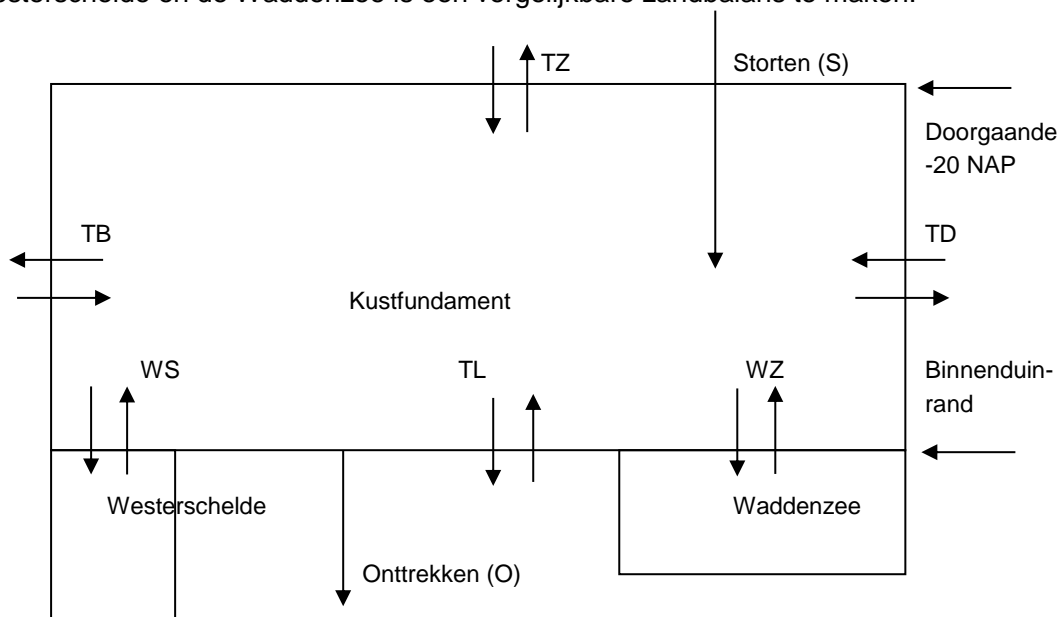 esterschelde en de Waddenzee is een vergelijkbare zandbalans te maken.
TZ
Storten (S)
Doorgaande
-20 NAP
TB
TD
Kustfundament
WS
TL
WZ
Binnenduin-
rand
Westerschelde
Waddenzee
Onttrekken (O)